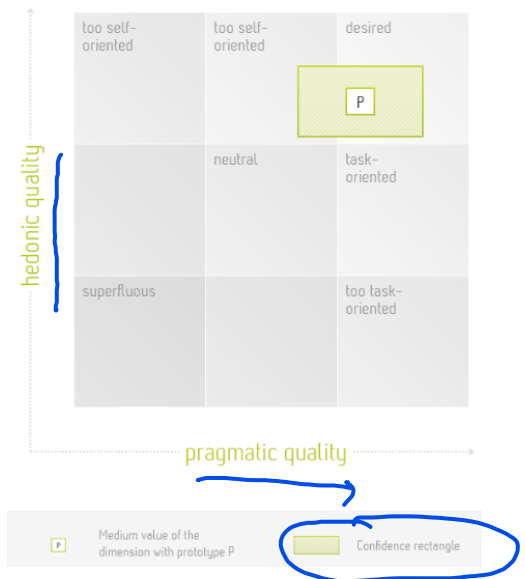 too self-
oriented
too self-
oriented
desired
P
hedonic quality
neutral
task-
oriented
superfluous
too task-
oriented
pragmatic quality
P
Medium value of the
dimension with prototype P
Confidence rectangle